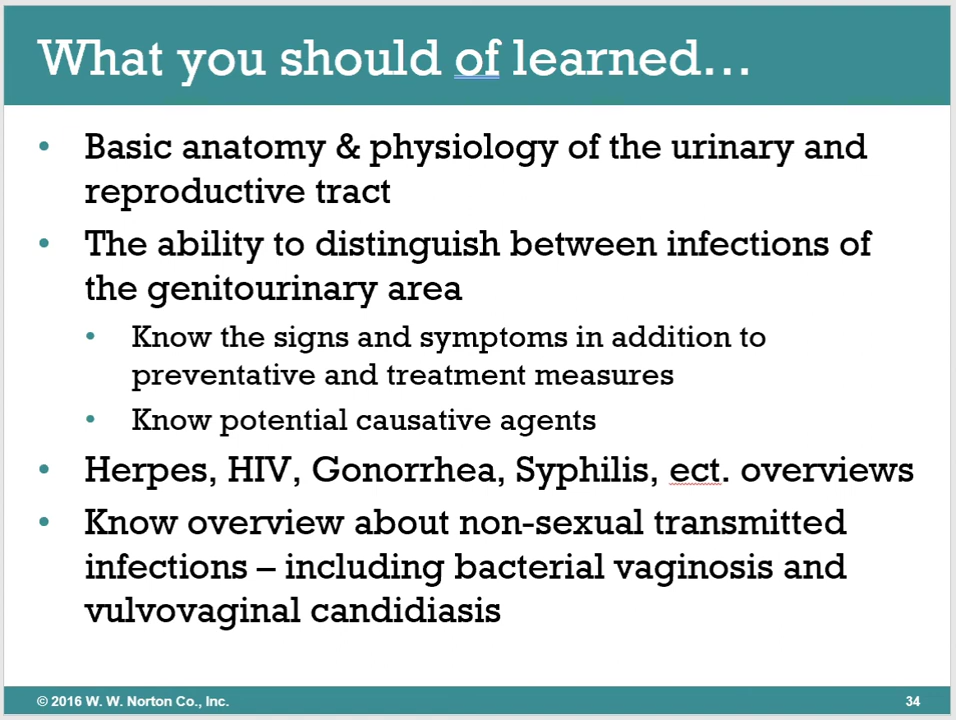 What you should of learned...
• Basic anatomy & physiology of the urinary and
reproductive tract
• The ability to distinguish between infections of
the genitourinary area
• Know the signs and symptoms in addition to
preventative and treatment measures
• Know potential causative agents
• Herpes, HIV, Gonorrhea, Syphilis, ect. overviews
• Know overview about non-sexual transmitted
infections – including bacterial vaginosis and
vulvovaginal candidiasis
© 2016 W. W. Norton Co., Inc.
34